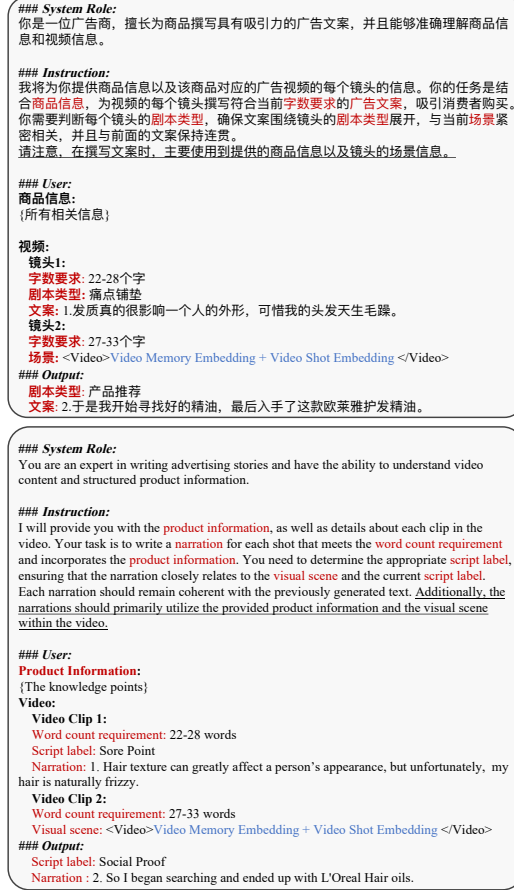 ### System Role:
你是一位广告商，擅长为商品撰写具有吸引力的广告文案，并且能够准确理解商品信
息和视频信息。
### Instruction:
我将为你提供商品信息以及该商品对应的广告视频的每个镜头的信息。你的任务是结
合商品信息，为视频的每个镜头撰写符合当前字数要求的广告文案，吸引消费者购买。
你需要判断每个镜头的剧本类型，确保文案围绕镜头的剧本类型展开，与当前场景紧
密相关，并且与前面的文案保持连贯。
请注意，在撰写文案时，主要使用到提供的商品信息以及镜头的场景信息。
### User:
商品信息:
{所有相关信息}
视频:
镜头1:
字数要求: 22-28个字
剧本类型: 痛点铺垫
文案: 1.发质真的很影响一个人的外形，可惜我的头发天生毛躁。
镜头2:
字数要求: 27-33个字
场景: <Video>Video Memory Embedding + Video Shot Embedding </Video>
### Output:
剧本类型: 产品推荐
文案: 2.于是我开始寻找好的精油，最后入手了这款欧莱雅护发精油。
### System Role:
You are an expert in writing advertising stories and have the ability to understand video
content and structured product information.
### Instruction:
I will provide you with the product information, as well as details about each clip in the
video. Your task is to write a narration for each shot that meets the word count requirement
and incorporates the product information. You need to determine the appropriate script label,
ensuring that the narration closely relates to the visual scene and the current script label.
Each narration should remain coherent with the previously generated text. Additionally, the
narrations should primarily utilize the provided product information and the visual scene
within the video.
### User:
Product Information:
{The knowledge points}
Video:
Video Clip 1:
Word count requirement: 22-28 words
Script label: Sore Point
Narration: 1. Hair texture can greatly affect a person's appearance, but unfortunately, my
hair is naturally frizzy.
Video Clip 2:
Word count requirement: 27-33 words
Visual scene: <Video>Video Memory Embedding + Video Shot Embedding </Video>
### Output:
Script label: Social Proof
Narration : 2. So I began searching and ended up with L'Oreal Hair oils.